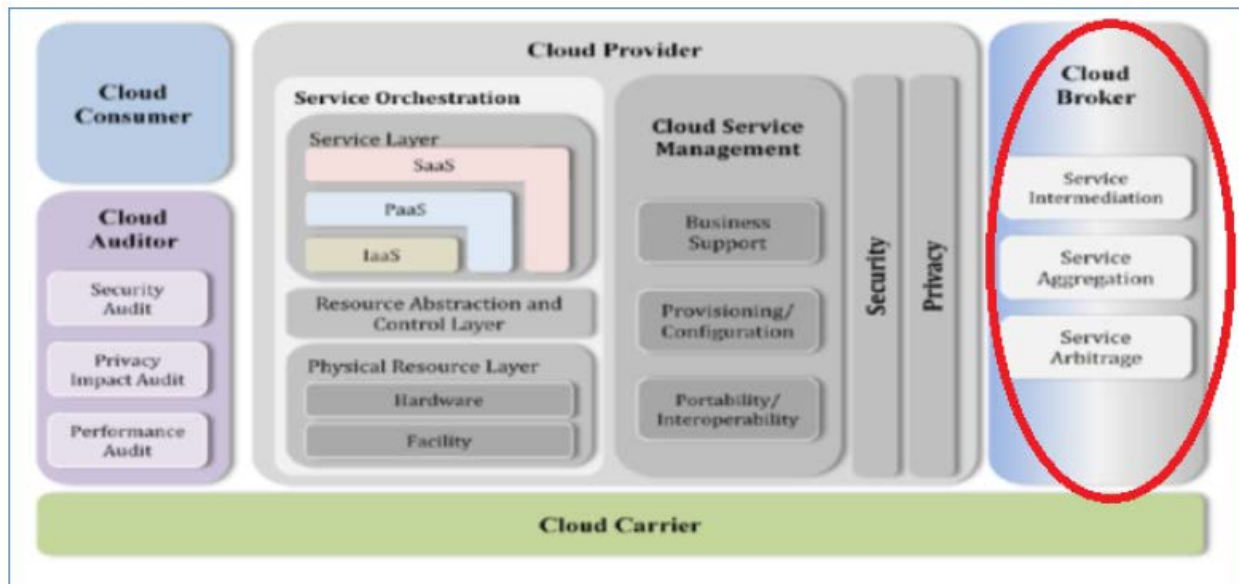 Cloud
Consumer
Cloud
Auditor
Security
Audit
Privacy
Impact Audit
Performance
Audit
Cloud Provider
Service Orchestration
Service Layer
SaaS
PaaS
IaaS
Resource Abstraction and
Control Layer
Physical Resource Layer
Hardware
Facility
Cloud Service
Management
Business
Support
Provisioning/
Configuration
Portability/
Interoperability
Security
Privacy
Cloud
Broker
Service
Intermediation
Service
Aggregation
Service
Arbitrage
Cloud Carrier